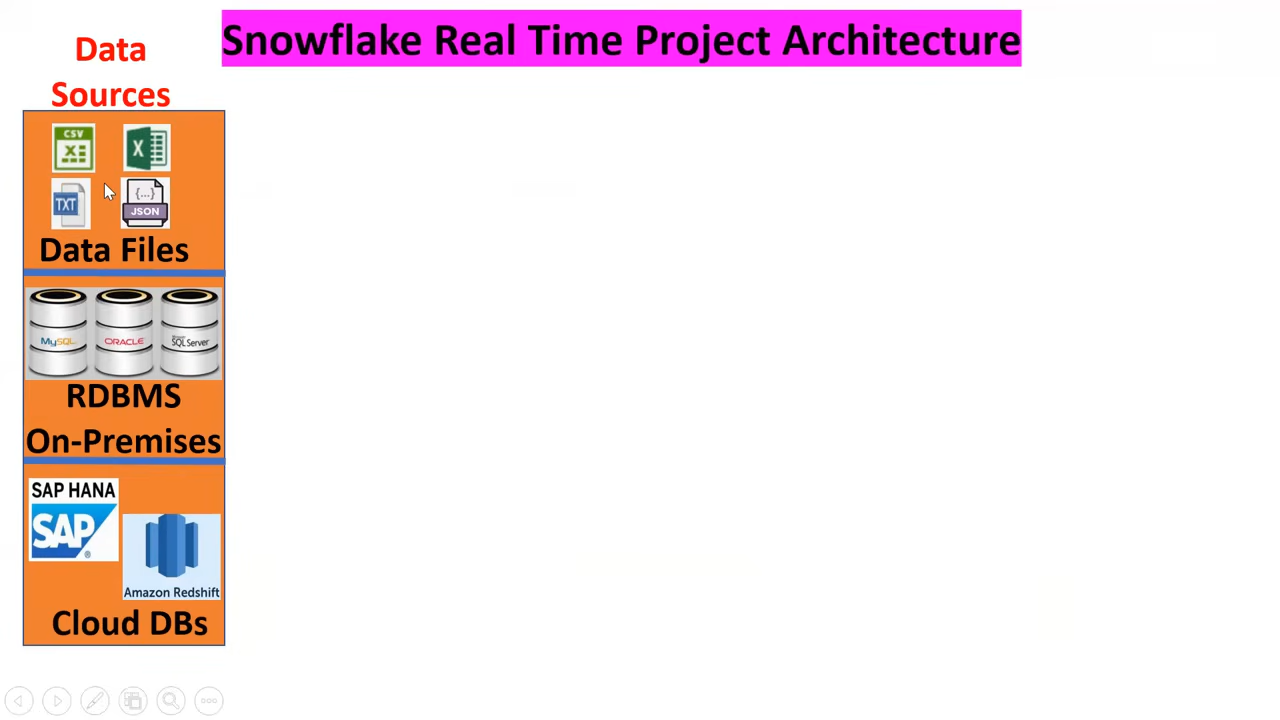 Snowflake Real Time Project Architecture
Data
Sources
CSV
X
TXT
{...}
JSON
Data Files
MySQL
ORACLE
SQL Server
RDBMS
On-Premises
SAP HANA
SAP
®
Amazon Redshift
Cloud DBs